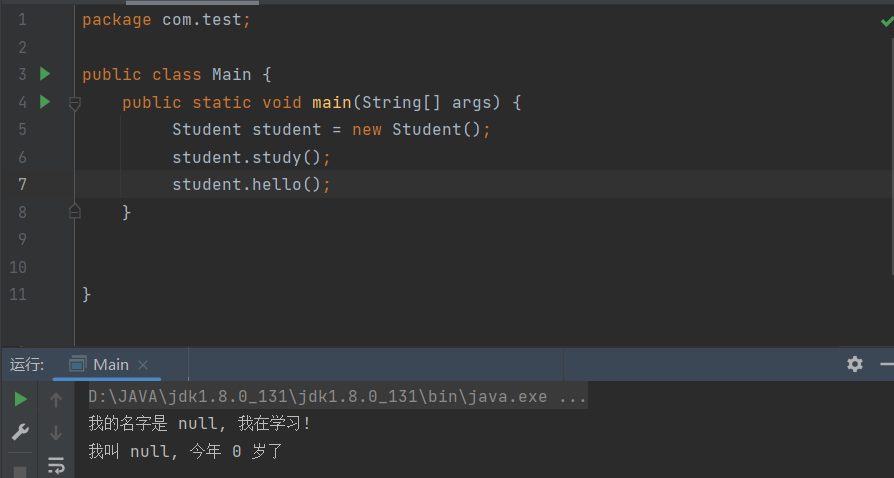 1 package com.test;
2
3 public class Main {
4 public static void main(String[] args) {
5 Student student = new Student();
6 student.study();
7 student.hello();
8 }
9
10
11 }
运行: Main
D:\JAVA\jdk1.8.0_131\jdk1.8.0_131\bin\java.exe ...
我的名字是 null, 我在学习！
我叫 null, 今年 0 岁了